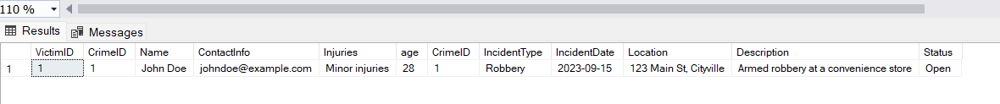 110 %
Results Messages
VictimID CrimeID Name ContactInfo Injuries age CrimeID IncidentType IncidentDate Location Description Status
1 1 1 John Doe johndoe@example.com Minor injuries 28 1 Robbery 2023-09-15 123 Main St, Cityville Armed robbery at a convenience store Open